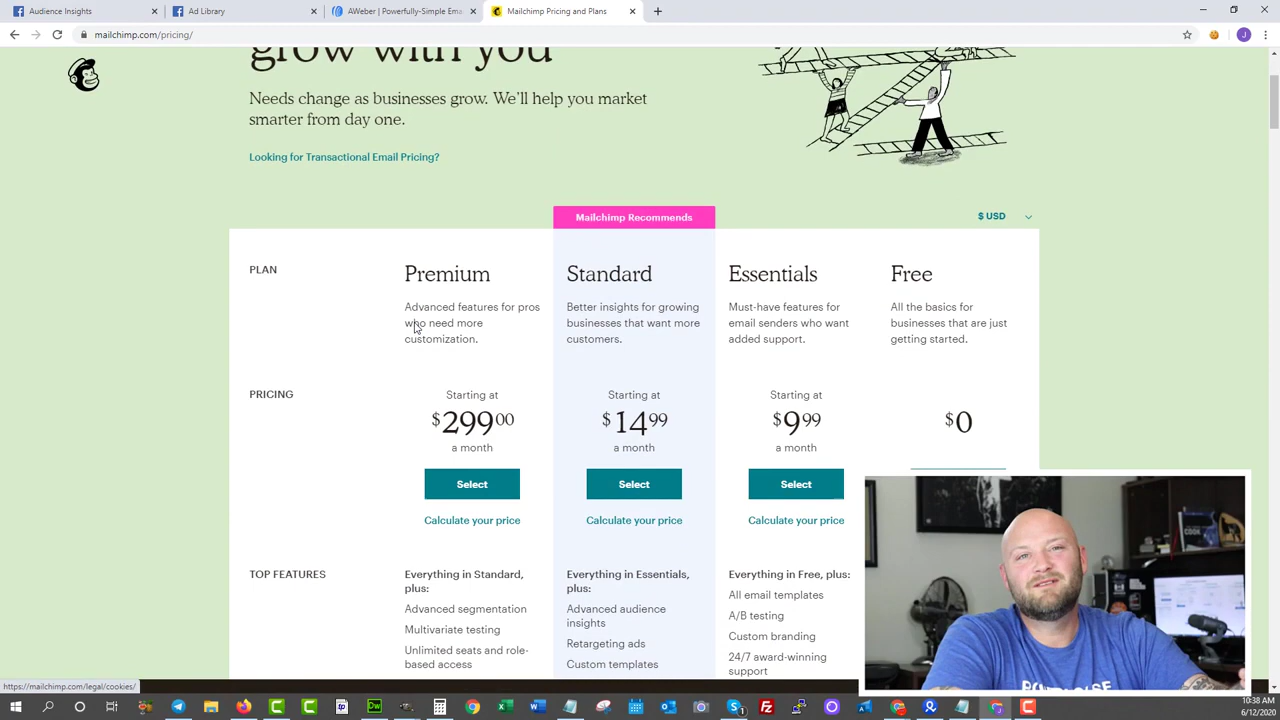 Audience Insights
Ad Library
AWeber | Powerfully-Simple Ema
Mailchimp Pricing and Plans
mailchimp.com/pricing/
J
grow with you
Needs change as businesses grow. We'll help you market
smarter from day one.
Looking for Transactional Email Pricing?
Mailchimp Recommends
$ USD
PLAN
Premium
Standard
Essentials
Free
Advanced features for pros
who need more
customization.
Better insights for growing
businesses that want more
customers.
Must-have features for
email senders who want
added support.
All the basics for
businesses that are just
getting started.
PRICING
Starting at
$299 00
a month
Starting at
$14 99
a month
Starting at
$9 99
a month
$0
Select
Select
Select
Calculate your price
Calculate your price
Calculate your price
TOP FEATURES
Everything in Standard,
plus:
Advanced segmentation
Multivariate testing
Unlimited seats and role-
based access
Everything in Essentials,
plus:
Advanced audience
insights
Retargeting ads
Custom templates
Everything in Free, plus:
All email templates
A/B testing
Custom branding
24/7 award-winning
support
https://mailchimp.com/legal/cookies/
10:38 AM
6/12/2020